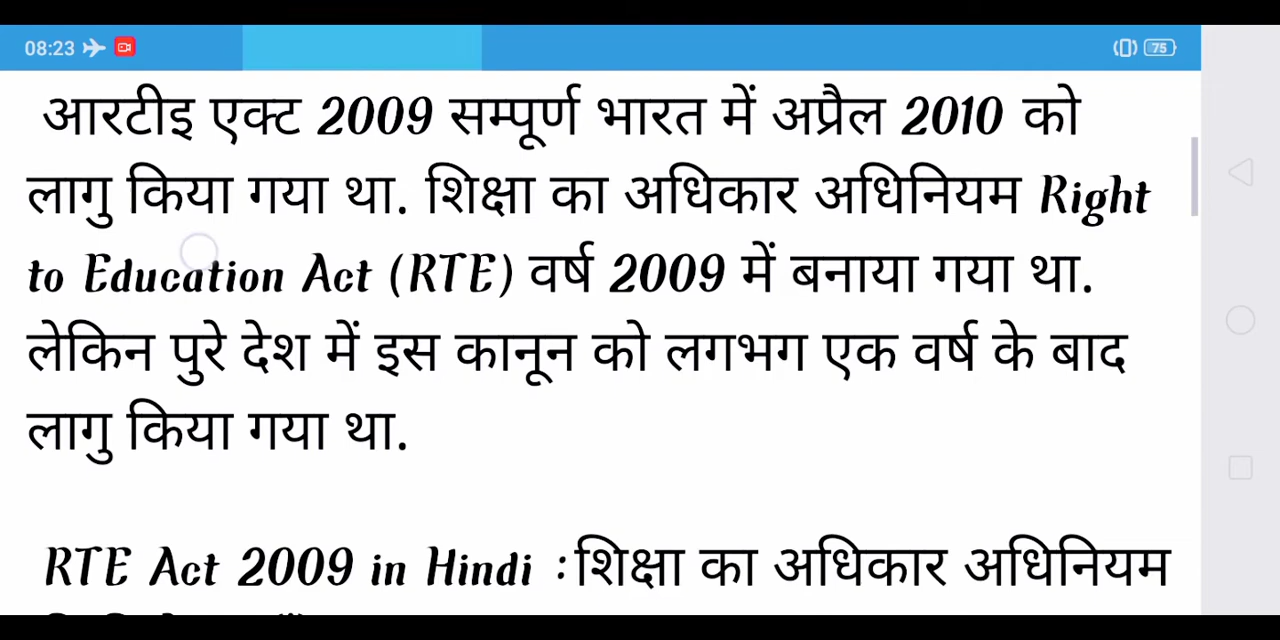 08:23
75
आरटीइ एक्ट 2009 सम्पूर्ण भारत में अप्रैल 2010 को
लागु किया गया था. शिक्षा का अधिकार अधिनियम Right
to Education Act (RTE) वर्ष 2009 में बनाया गया था.
लेकिन पुरे देश में इस कानून को लगभग एक वर्ष के बाद
लागु किया गया था.
RTE Act 2009 in Hindi : शिक्षा का अधिकार अधिनियम